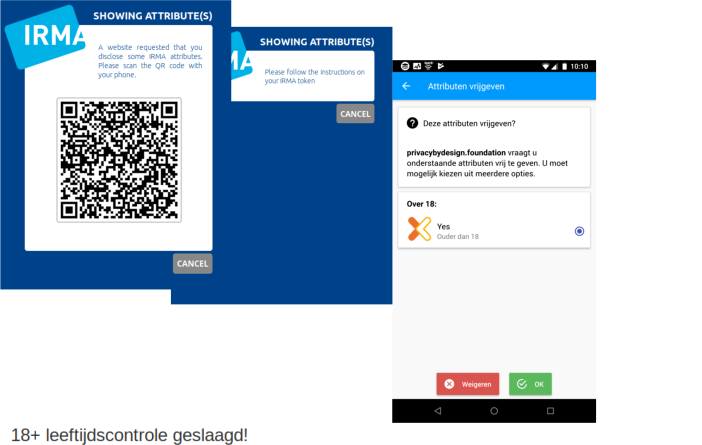 SHOWING ATTRIBUTE(S)
IRMA
A website requested that you
disclose some IRMA attributes.
Please scan the QR code with
your phone.
CANCEL
SHOWING ATTRIBUTE(S)
MA
Please follow the instructions on
your IRMA token
CANCEL
10:10
Attributen vrijgeven
Deze attributen vrijgeven?
privacybydesign.foundation vraagt u
onderstaande attributen vrij te geven. U moet
mogelijk kiezen uit meerdere opties.
Over 18:
Yes
Ouder dan 18
Weigeren
OK
18+ leeftijdscontrole geslaagd!